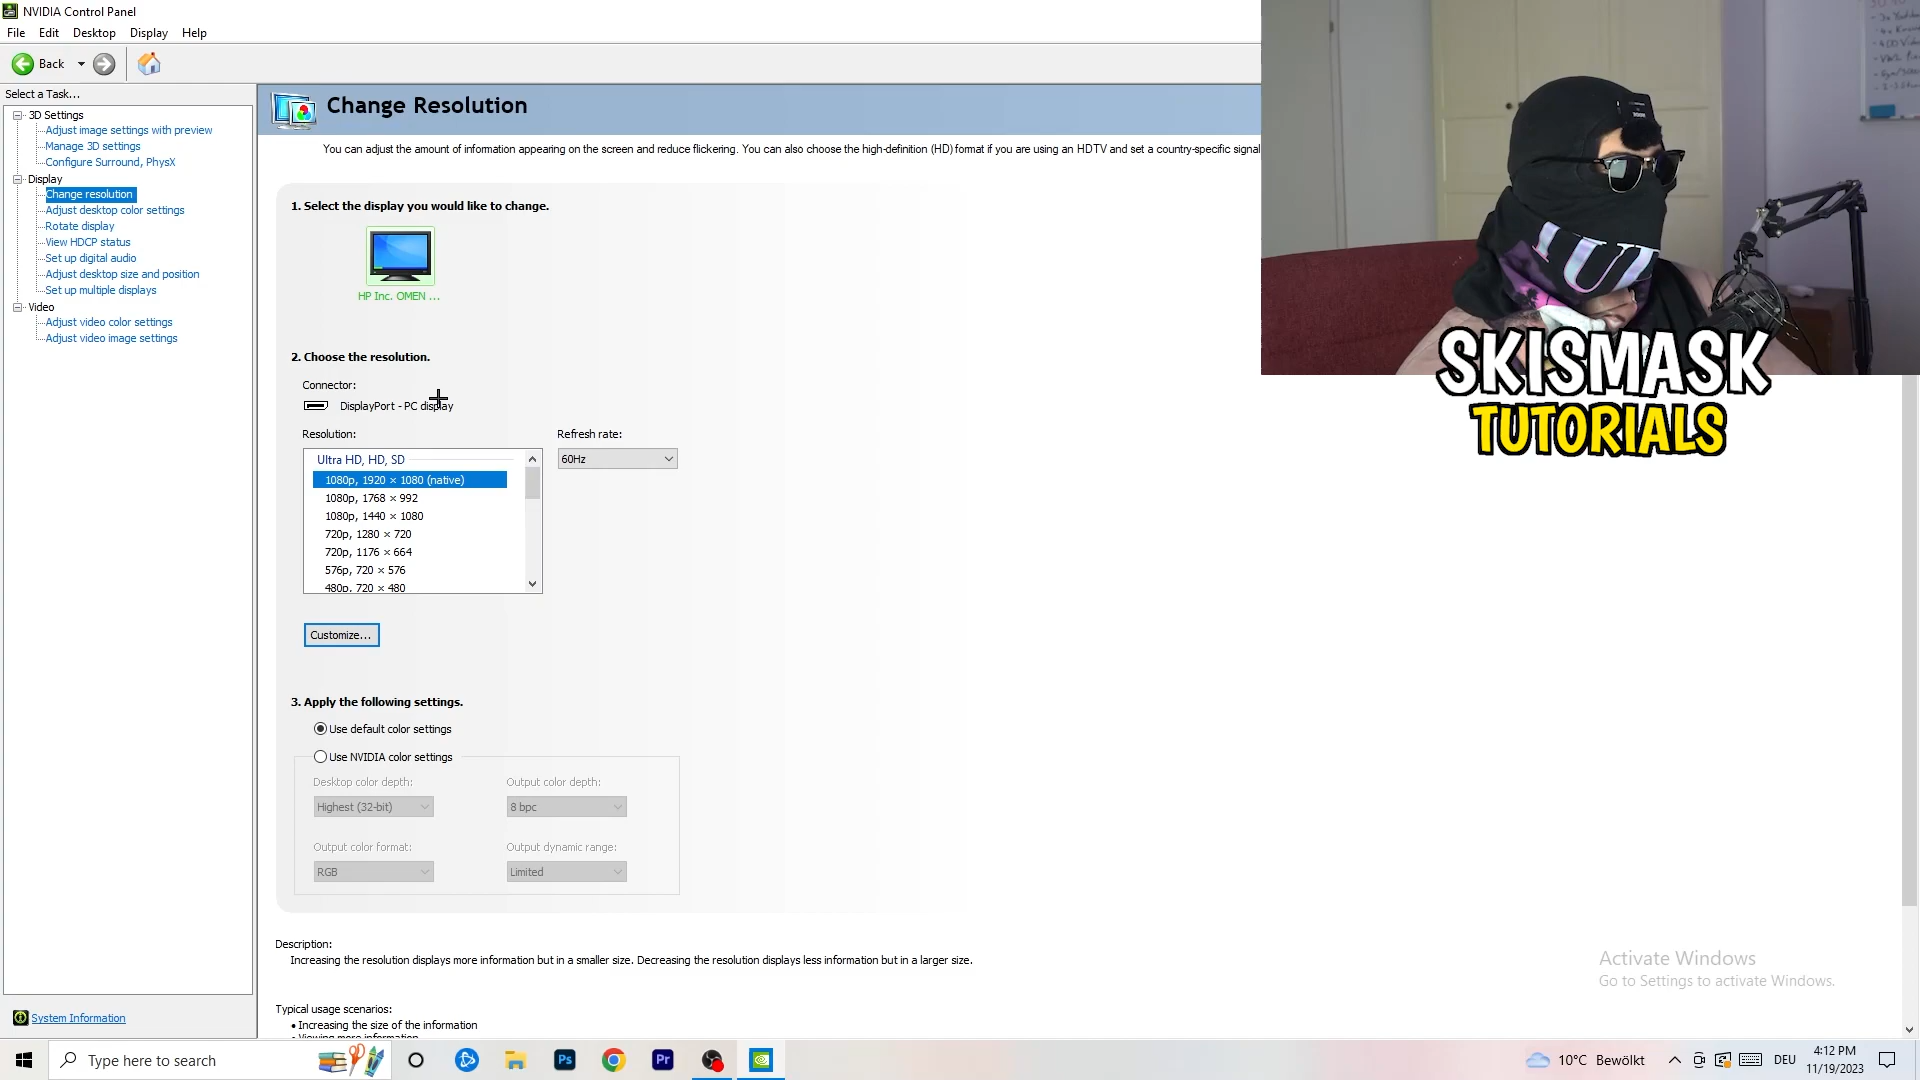 NVIDIA Control Panel
File Edit Desktop Display Help
Back
Select a Task...
3D Settings
Adjust image settings with preview
Manage 3D settings
Configure Surround, PhysX
Display
Change resolution
Adjust desktop color settings
Rotate display
View HDCP status
Set up digital audio
Adjust desktop size and position
Set up multiple displays
Video
Adjust video color settings
Adjust video image settings
System Information
Change Resolution
You can adjust the amount of information appearing on the screen and reduce flickering. You can also choose the high-definition (HD) format if you are using an HDTV and set a country-specific signal
1. Select the display you would like to change.
HP Inc. OMEN ...
2. Choose the resolution.
Connector:
DisplayPort - PC display
Resolution:
Refresh rate:
Ultra HD, HD, SD
60Hz
1080p, 1920 × 1080 (native)
1080p, 1768 × 992
1080p, 1440 × 1080
720p, 1280 × 720
720p, 1176 × 664
576p, 720 × 576
480p, 720 × 480
Customize...
3. Apply the following settings.
Use default color settings
Use NVIDIA color settings
Desktop color depth:
Output color depth:
Highest (32-bit)
8 bpc
Output color format:
Output dynamic range:
RGB
Limited
Description:
Increasing the resolution displays more information but in a smaller size. Decreasing the resolution displays less information but in a larger size.
Typical usage scenarios:
• Increasing the size of the information
• Viewing more information
SKISMASK
TUTORIALS
Activate Windows
Go to Settings to activate Windows.
Type here to search
Ps
Pr
10°C Bewölkt
DEU
4:12 PM
11/19/2023